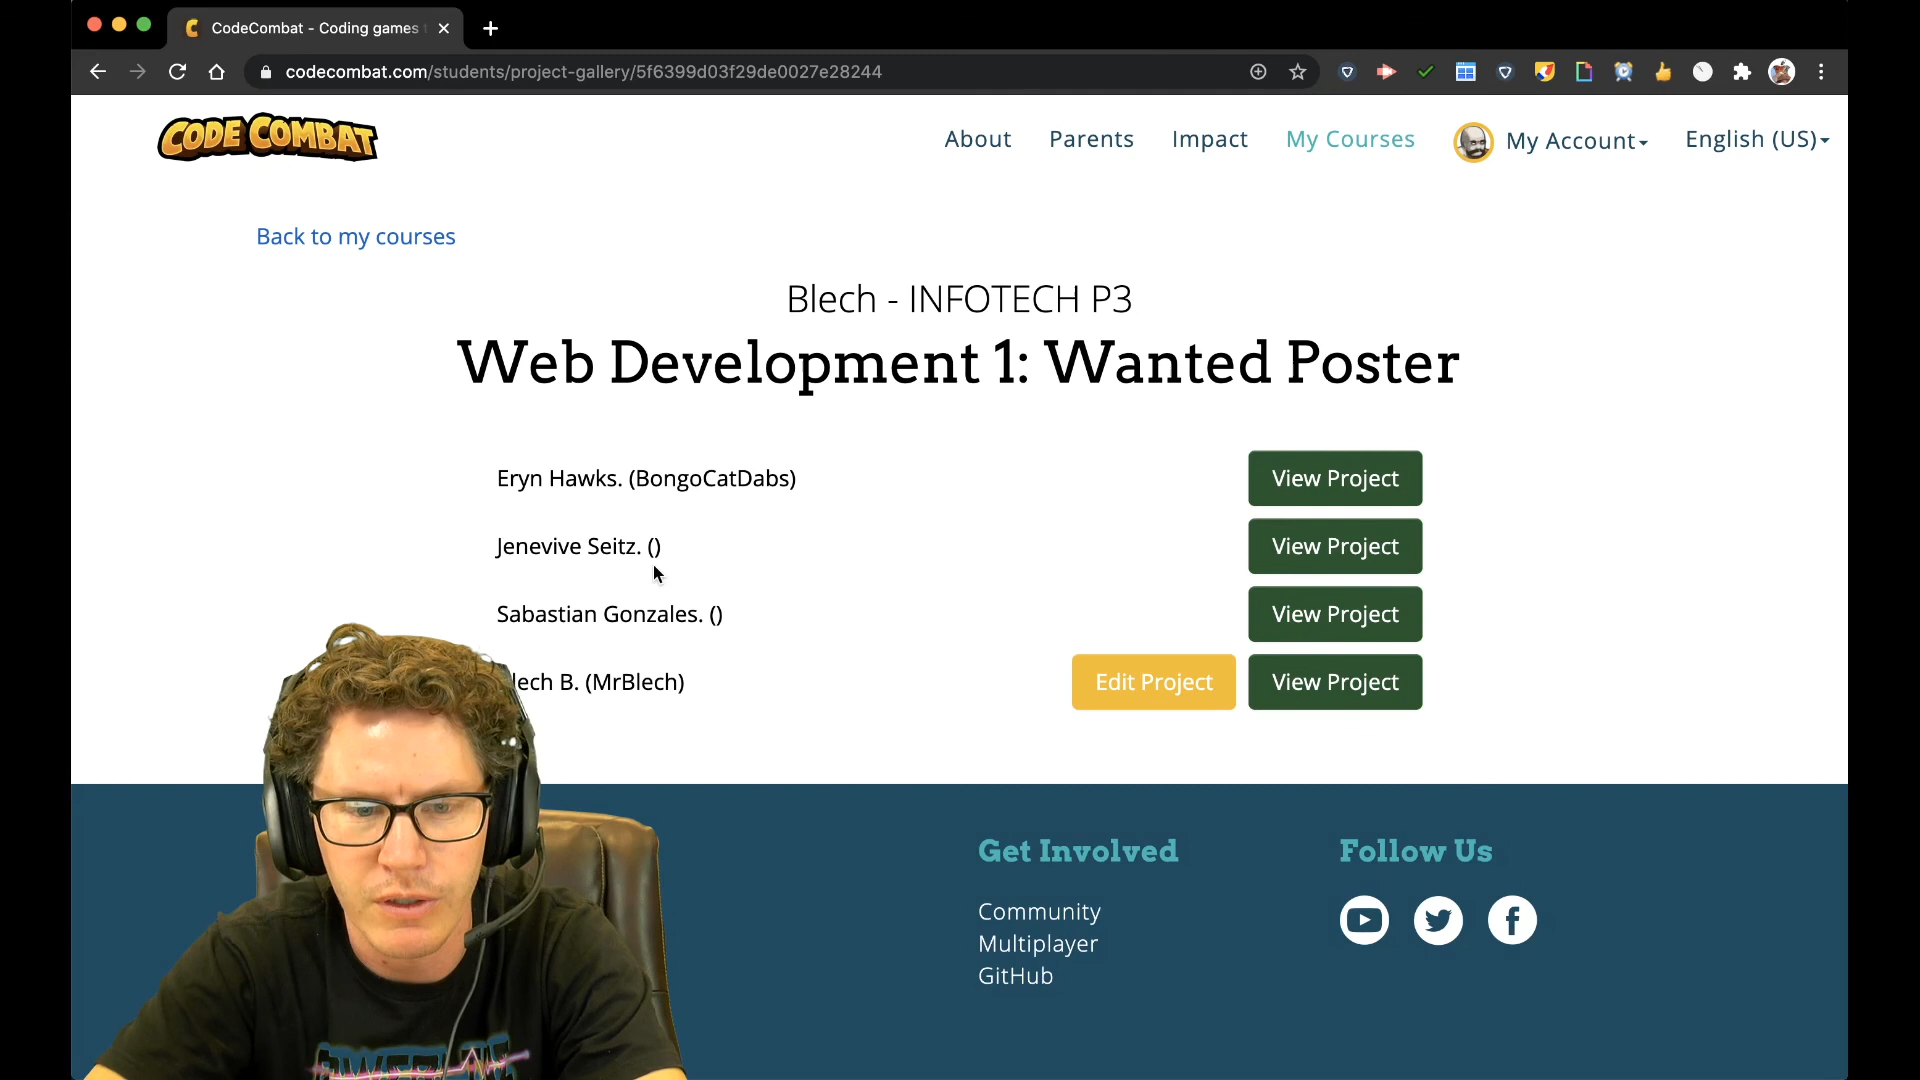 CodeCombat - Coding games
codecombat.com/students/project-gallery/5f6399d03f29de0027e28244
CODE COMBAT
About Parents Impact My Courses My Account English (US)
Back to my courses
Blech - INFOTECH P3
Web Development 1: Wanted Poster
Eryn Hawks. (BongoCatDabs) View Project
Jenevive Seitz. () View Project
Sabastian Gonzales. () View Project
lech B. (MrBlech) Edit Project View Project
Get Involved Follow Us
Community
Multiplayer
GitHub